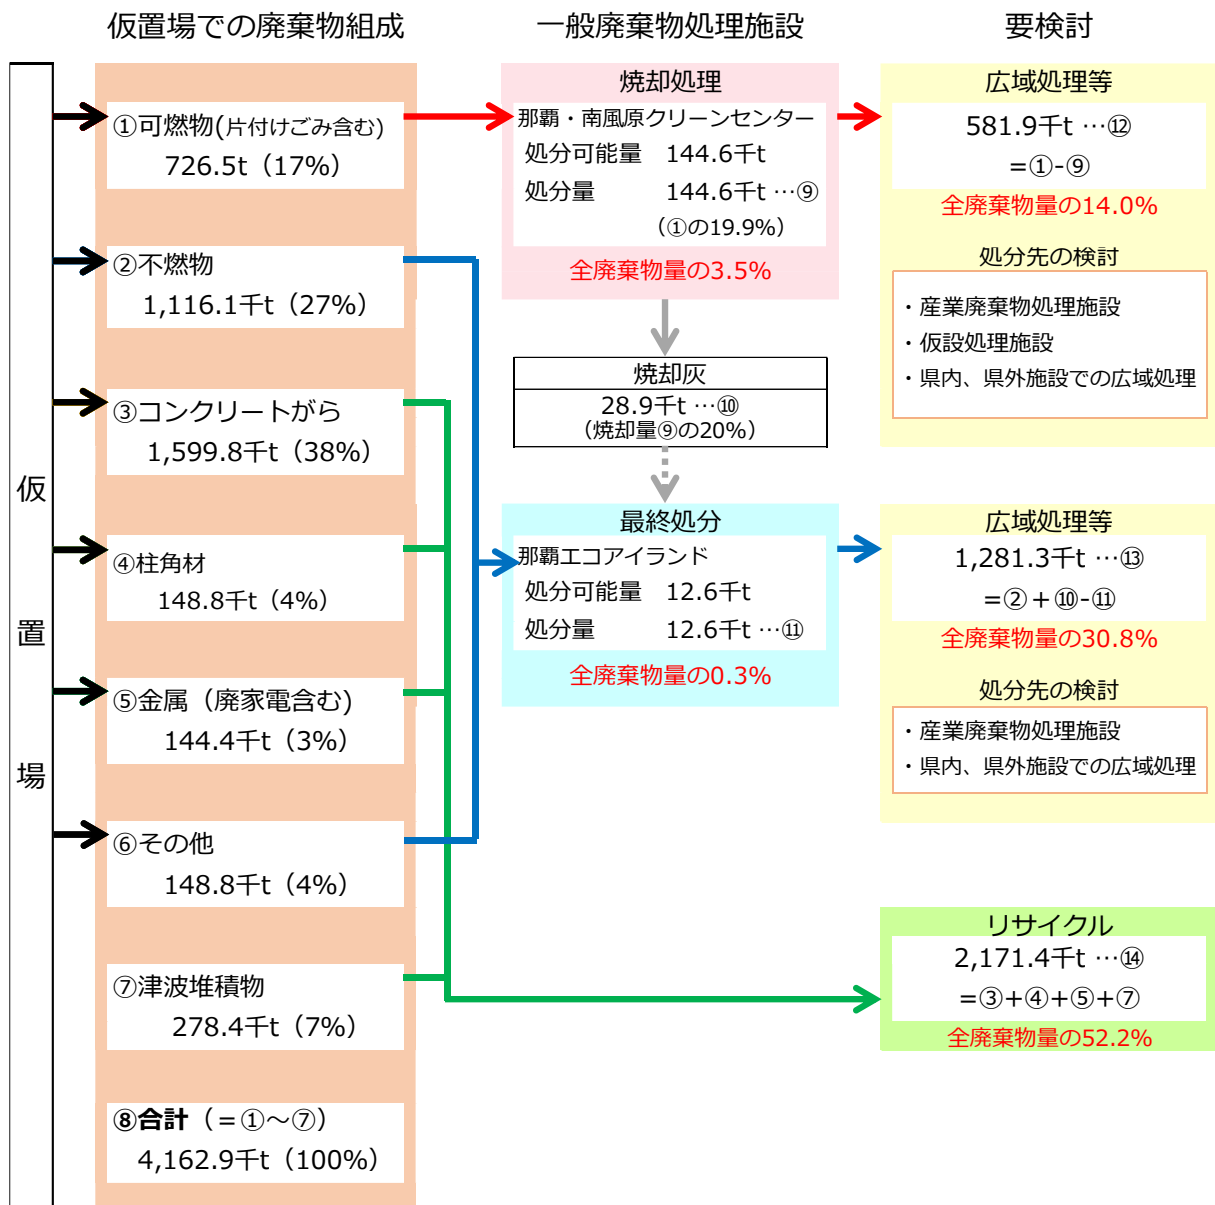 仮置場での廃棄物組成
一般廃棄物処理施設
要検討
仮置場
①可燃物(片付けごみ含む)
726.5t（17%）
②不燃物
1,116.1千t（27%）
③コンクリートがら
1,599.8千t（38%）
④柱角材
148.8千t（4%）
⑤金属（廃家電含む)
144.4千t（3%）
⑥その他
148.8千t（4%）
⑦津波堆積物
278.4千t（7%）
⑧合計（＝①～⑦）
4,162.9千t（100%）
焼却処理
那覇・南風原クリーンセンター
処分可能量　144.6千t
処分量　144.6千t …⑨
（①の19.9%）
全廃棄物量の3.5%
焼却灰
28.9千t …⑩
（焼却量⑨の20%）
最終処分
那覇エコアイランド
処分可能量　12.6千t
処分量　12.6千t …⑪
全廃棄物量の0.3%
広域処理等
581.9千t …⑫
=①-⑨
全廃棄物量の14.0%
処分先の検討
・産業廃棄物処理施設
・仮設処理施設
・県内、県外施設での広域処理
広域処理等
1,281.3千t …⑬
=②＋⑩-⑪
全廃棄物量の30.8%
処分先の検討
・産業廃棄物処理施設
・県内、県外施設での広域処理
リサイクル
2,171.4千t …⑭
=③+④+⑤+⑦
全廃棄物量の52.2%